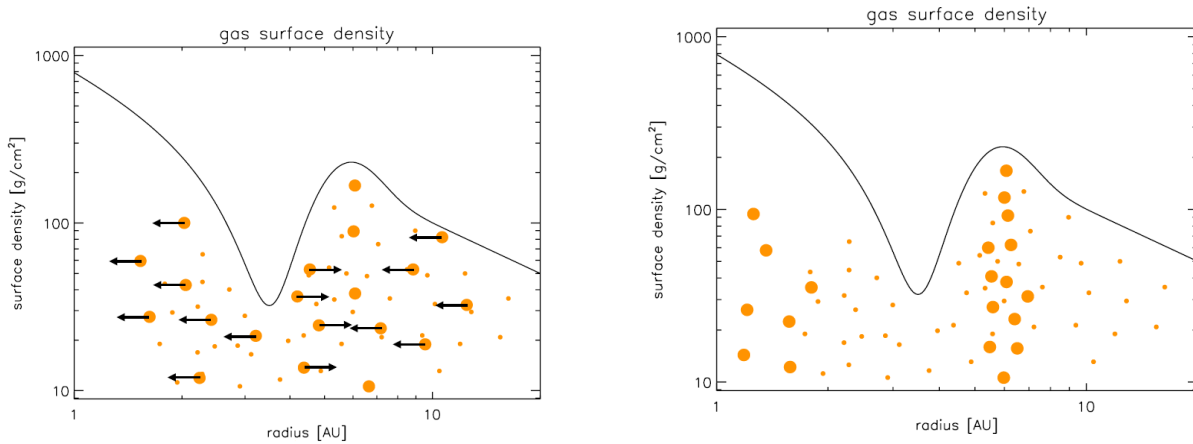 gas surface density
1000
100
10
surface density [g/cm²]
1
10
radius [AU]
gas surface density
1000
100
10
surface density [g/cm²]
1
10
radius [AU]